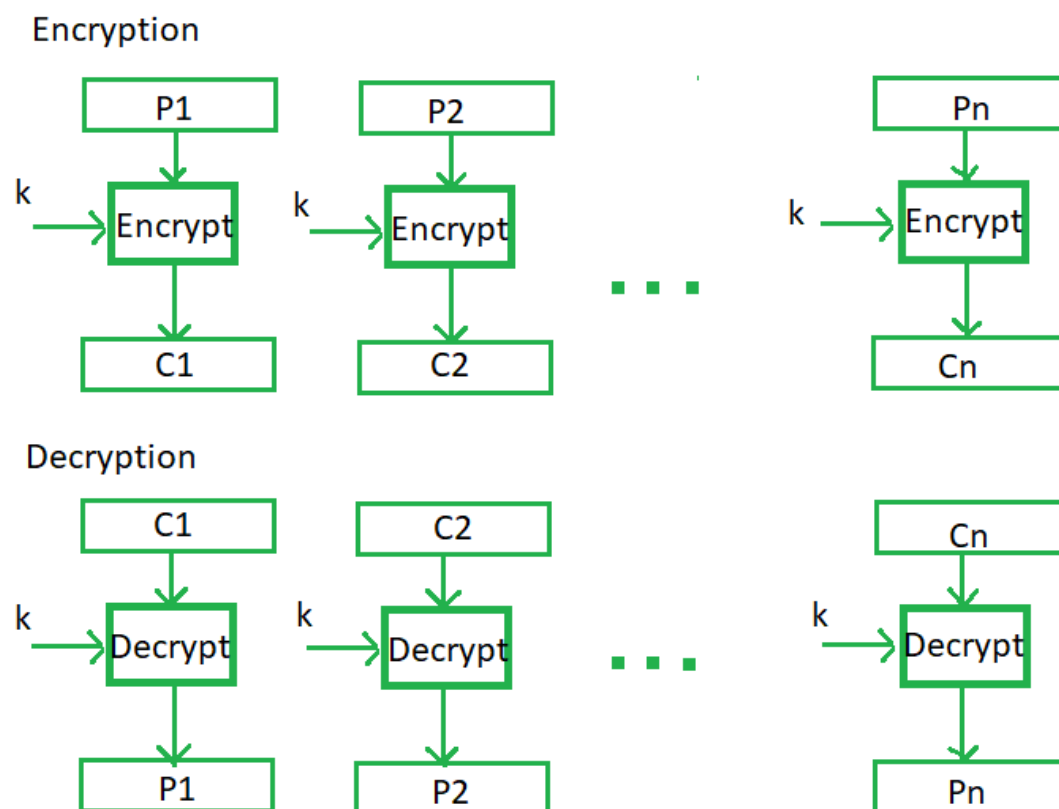 Encryption
P1 P2 Pn
k Encrypt k Encrypt k Encrypt
C1 C2 Cn
Decryption
C1 C2 Cn
k Decrypt k Decrypt k Decrypt
P1 P2 Pn